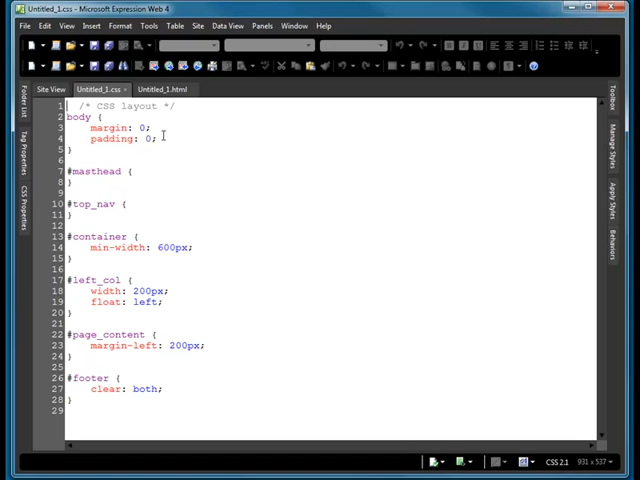 Untitled_1.css - Microsoft Expression Web 4
File Edit View Insert Format Tools Table Site Data View Panels Window Help
Site View Untitled_1.css × Untitled_1.html
Folder List
Tag Properties
CSS Properties
1 /* CSS layout */
2 body {
3 margin: 0;
4 padding: 0;
5 }
6
7 #masthead {
8 }
9
10 #top_nav {
11 }
12
13 #container {
14 min-width: 600px;
15 }
16
17 #left_col {
18 width: 200px;
19 float: left;
20 }
21
22 #page_content {
23 margin-left: 200px;
24 }
25
26 #footer {
27 clear: both;
28 }
29
Toolbox
Manage Styles
Apply Styles
Behaviors
CSS 2.1 931 x 537